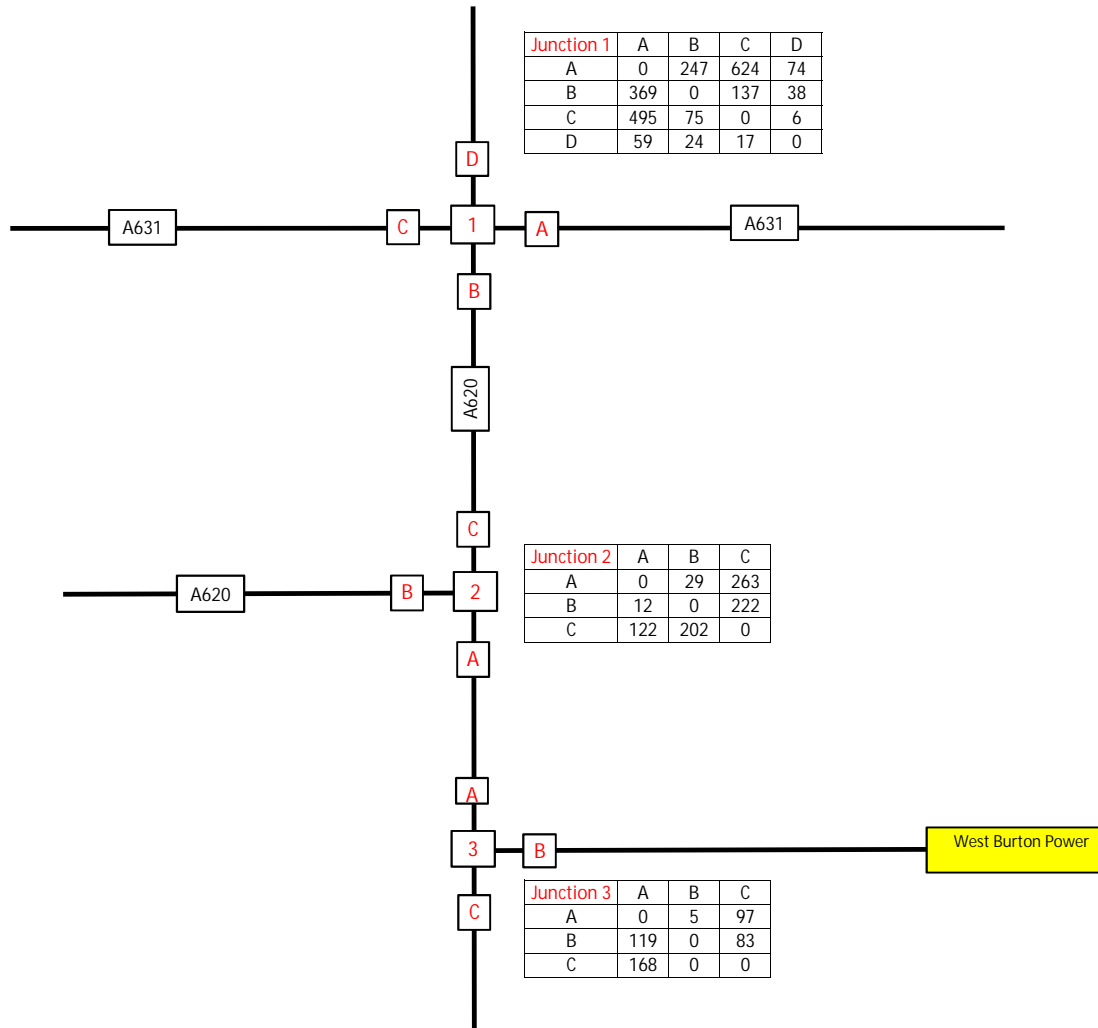 Junction 1 A B C D
A 0 247 624 74
B 369 0 137 38
C 495 75 0 6
D 59 24 17 0
D
A631 C 1 A A631
B
A620
C
Junction 2 A B C
A 0 29 263
B 12 0 222
C 122 202 0
A620 B 2
A
A
3 B West Burton Power
C
Junction 3 A B C
A 0 5 97
B 119 0 83
C 168 0 0